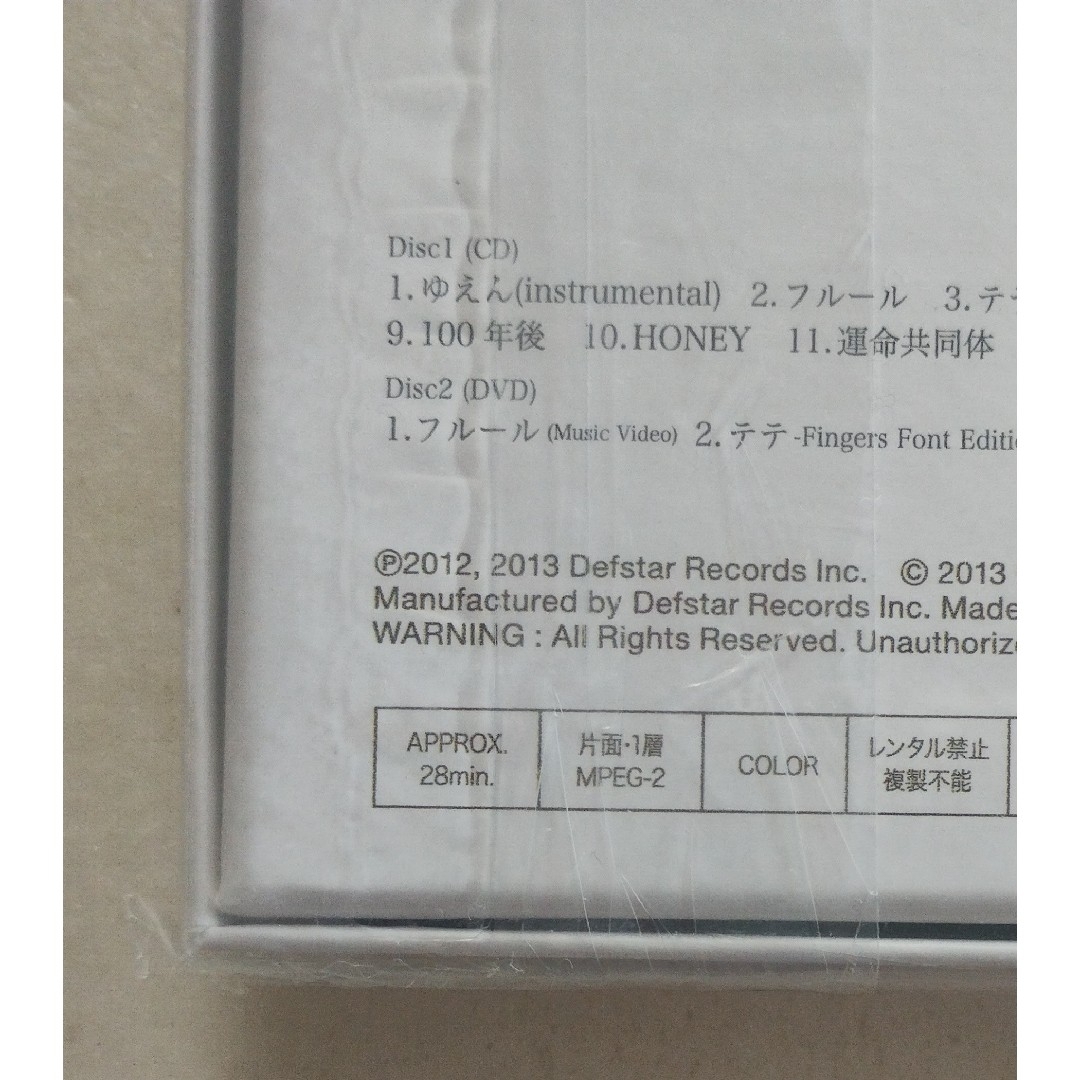 Disc1 (CD)
1.ゆえん(instrumental) 2.フルール 3.テ
9.100年後 10.HONEY 11.運命共同体
Disc2 (DVD)
1.フルール (Music Video) 2.テテ-Fingers Font Editi
℗2012, 2013 Defstar Records Inc. © 2013
Manufactured by Defstar Records Inc. Made
WARNING : All Rights Reserved. Unauthoriz
APPROX.
28min.
片面・1層
MPEG-2
COLOR
レンタル禁止
複製不能